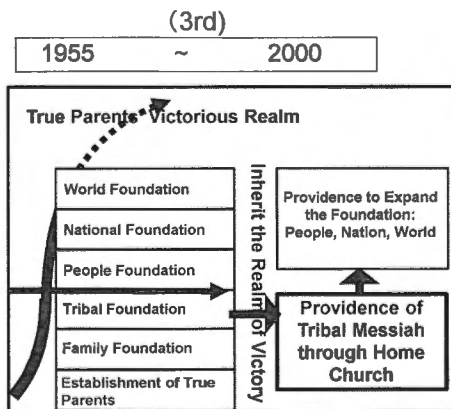 (3rd)
1955 ~ 2000
True Parents Victorious Realm
World Foundation
National Foundation
People Foundation
Tribal Foundation
Family Foundation
Establishment of True
Parents
Inherit the Realm of Victory
Providence to Expand
the Foundation:
People, Nation, World
Providence of
Tribal Messiah
through Home
Church